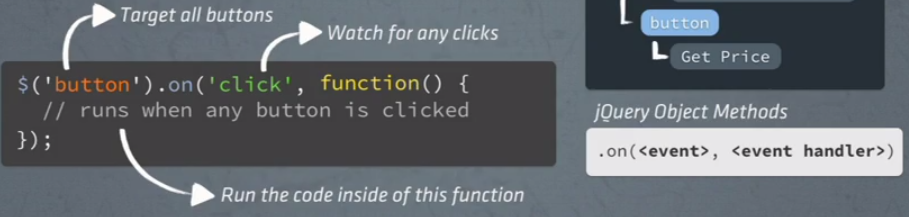 Target all buttons
Watch for any clicks
$('button').on('click', function() {
// runs when any button is clicked
});
Run the code inside of this function
button
Get Price
jQuery Object Methods
.on(<event>, <event handler>)